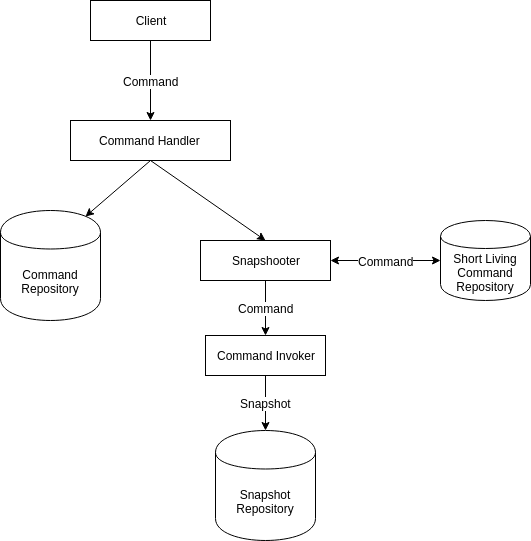 Client
Command
Command Handler
Command
Repository
Snapshooter
Command
Short Living
Command
Repository
Command
Command Invoker
Snapshot
Snapshot
Repository